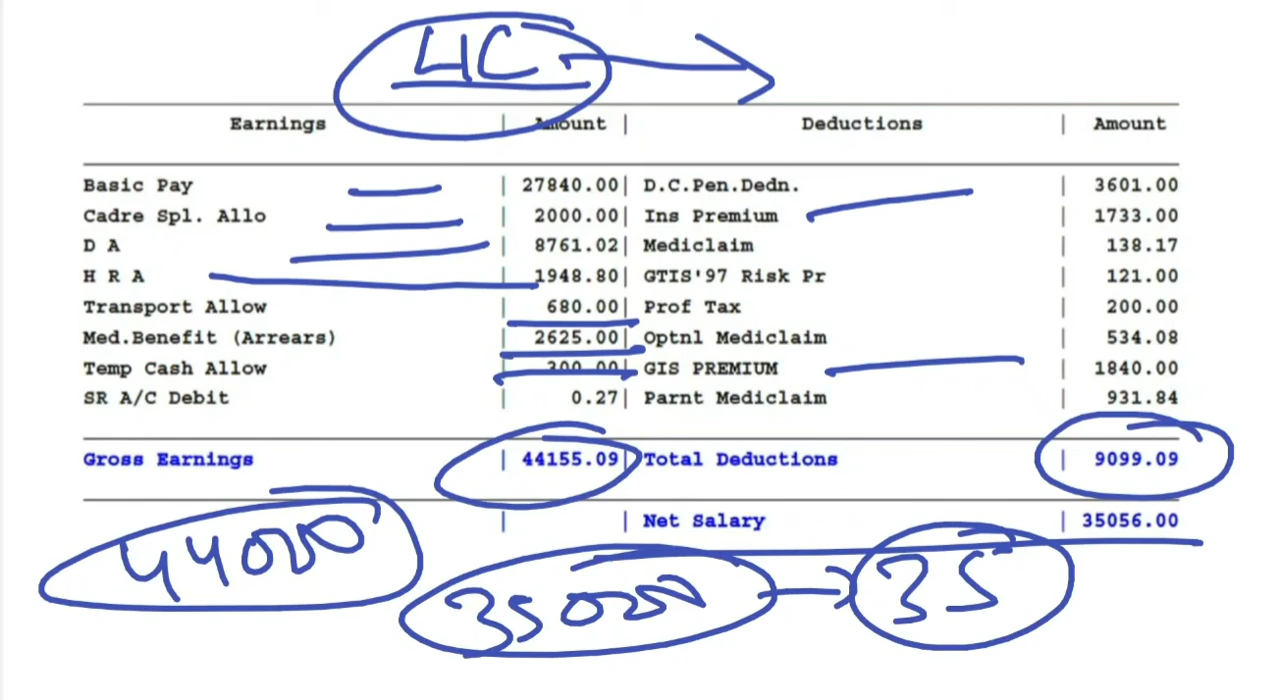 LIC
Earnings | Amount | Deductions | Amount
Basic Pay | 27840.00| D.C.Pen.Dedn. | 3601.00
Cadre Spl. Allo | 2000.00| Ins Premium | 1733.00
D A | 8761.02| Mediclaim | 138.17
H R A | 1948.80| GTIS'97 Risk Pr | 121.00
Transport Allow | 680.00| Prof Tax | 200.00
Med.Benefit (Arrears) | 2625.00| Optnl Mediclaim | 534.08
Temp Cash Allow | 300.00| GIS PREMIUM | 1840.00
SR A/C Debit | 0.27| Parnt Mediclaim | 931.84
Gross Earnings | 44155.09| Total Deductions | 9099.09
| | Net Salary | 35056.00
44000 35000 35